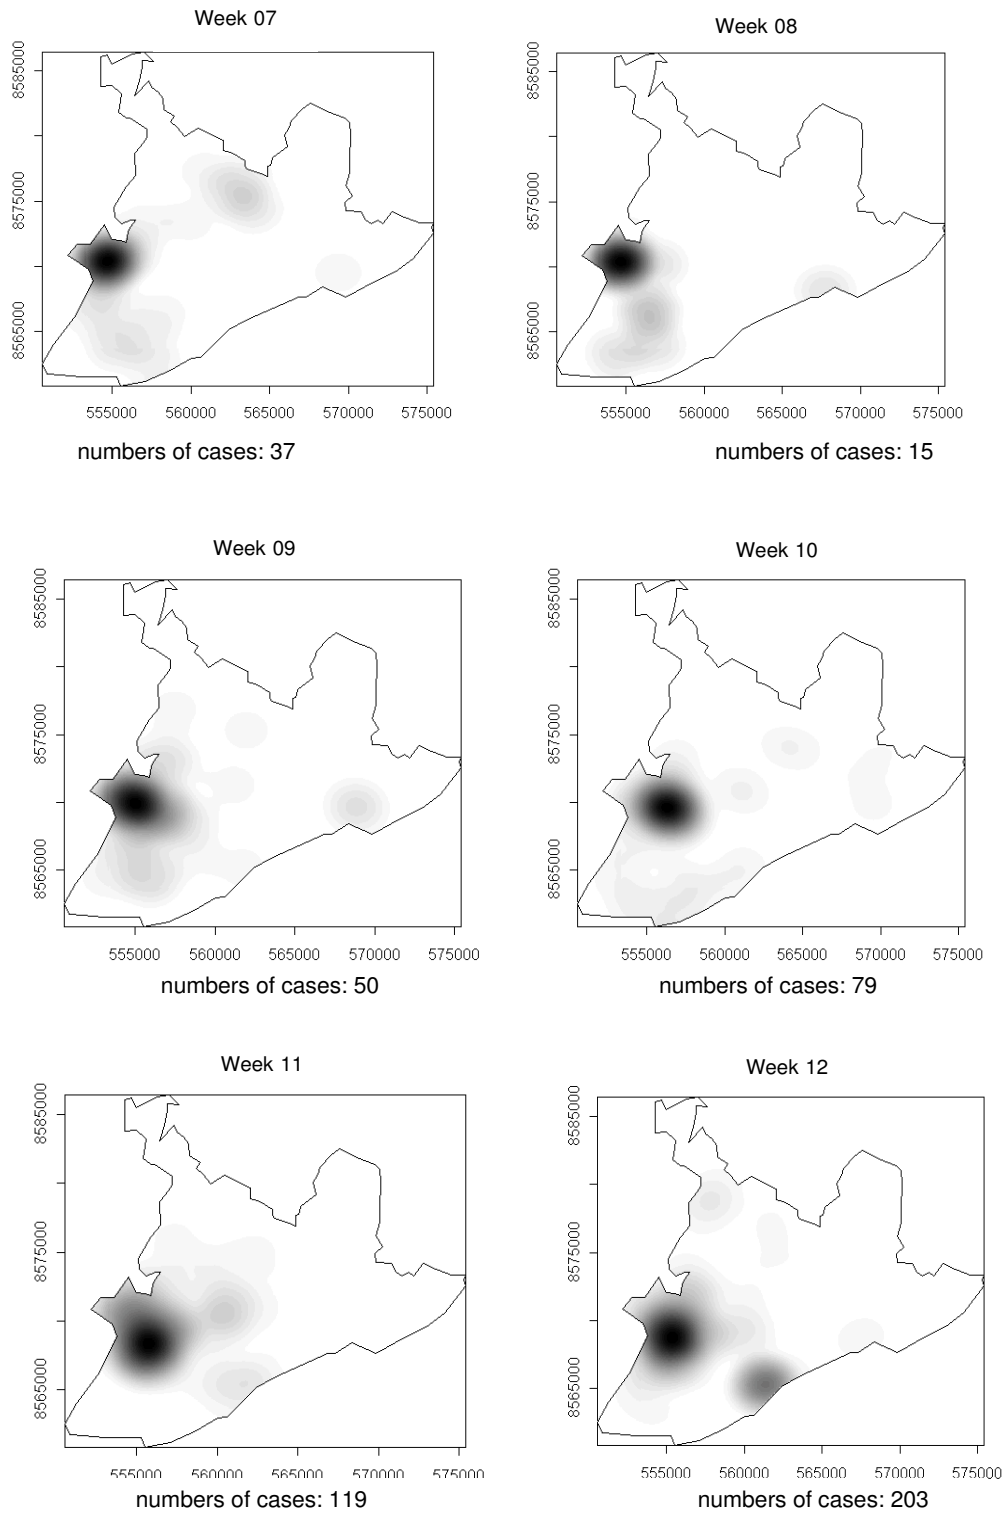 Week 07
Week 08
8585000
8575000
8565000
8585000
8575000
8565000
555000 560000 565000 570000 575000
555000 560000 565000 570000 575000
numbers of cases: 37
numbers of cases: 15
Week 09
Week 10
8585000
8575000
8565000
8585000
8575000
8565000
555000 560000 565000 570000 575000
555000 560000 565000 570000 575000
numbers of cases: 50
numbers of cases: 79
Week 11
Week 12
8585000
8575000
8565000
8585000
8575000
8565000
555000 560000 565000 570000 575000
555000 560000 565000 570000 575000
numbers of cases: 119
numbers of cases: 203